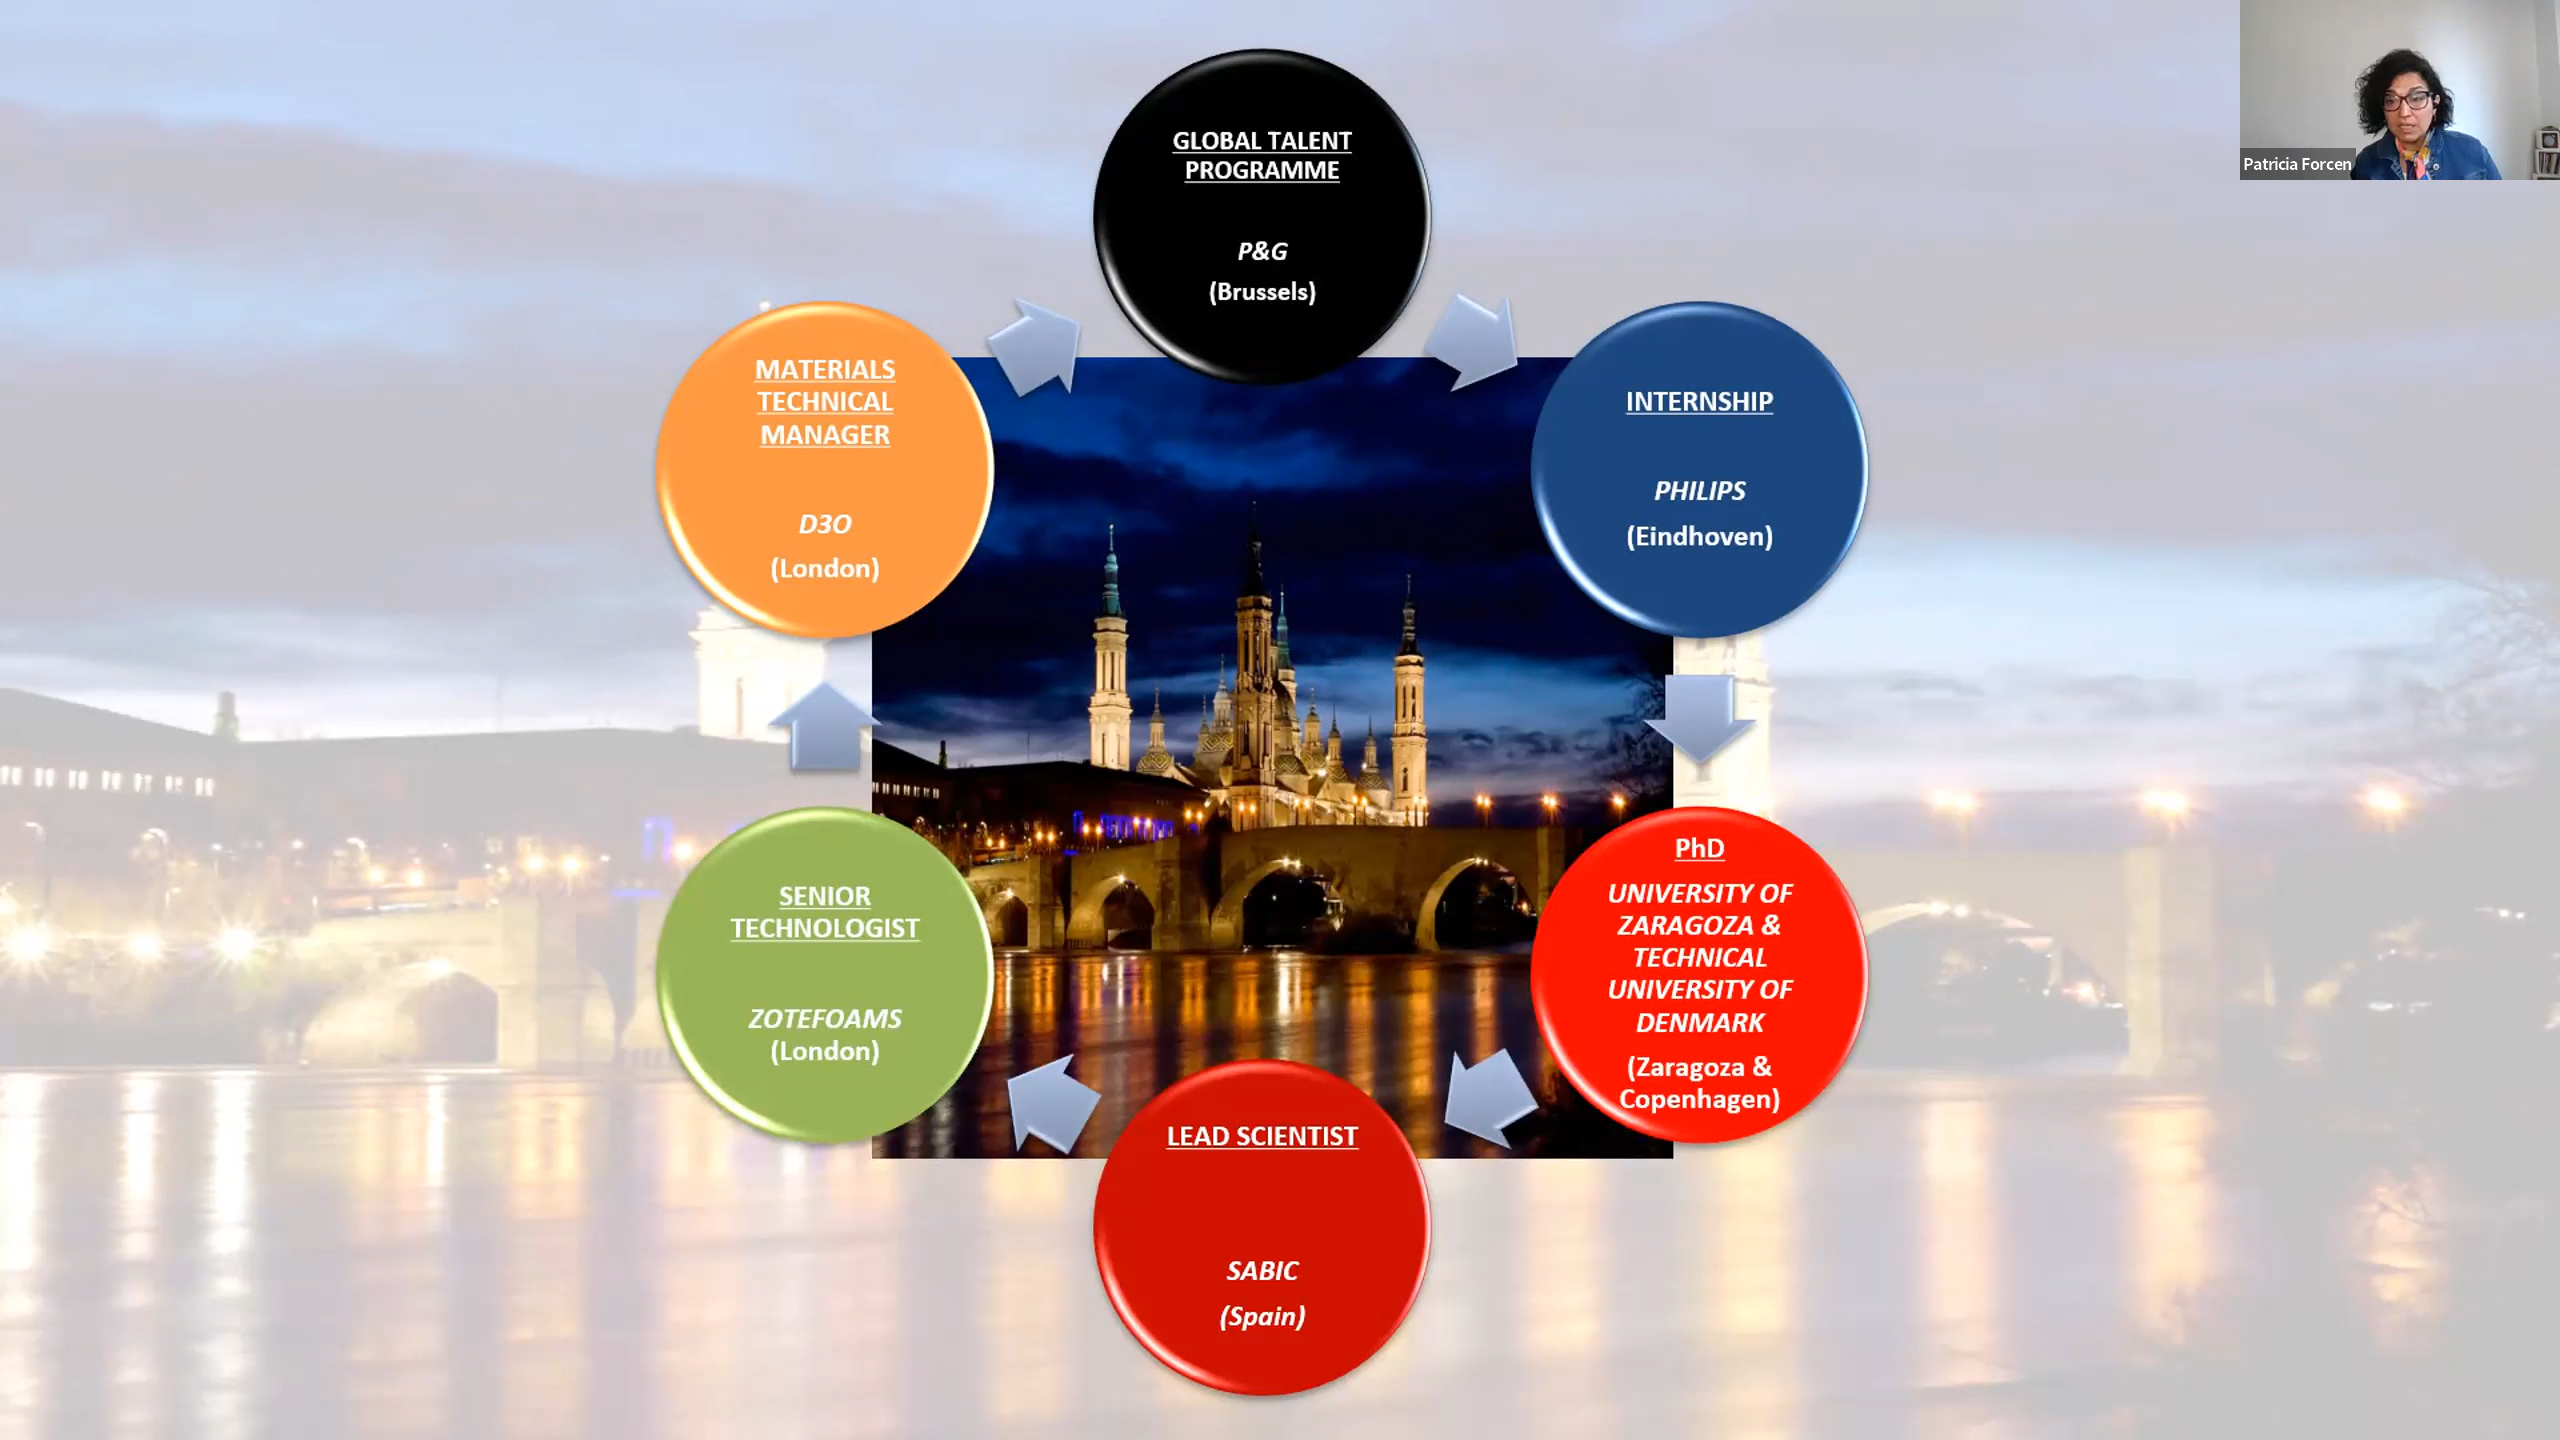 GLOBAL TALENT
PROGRAMME
P&G
(Brussels)
Patricia Forcen
INTERNSHIP
PHILIPS
(Eindhoven)
PhD
UNIVERSITY OF
ZARAGOZA &
TECHNICAL
UNIVERSITY OF
DENMARK
(Zaragoza &
Copenhagen)
LEAD SCIENTIST
SABIC
(Spain)
SENIOR
TECHNOLOGIST
ZOTEFOAMS
(London)
MATERIALS
TECHNICAL
MANAGER
D3O
(London)